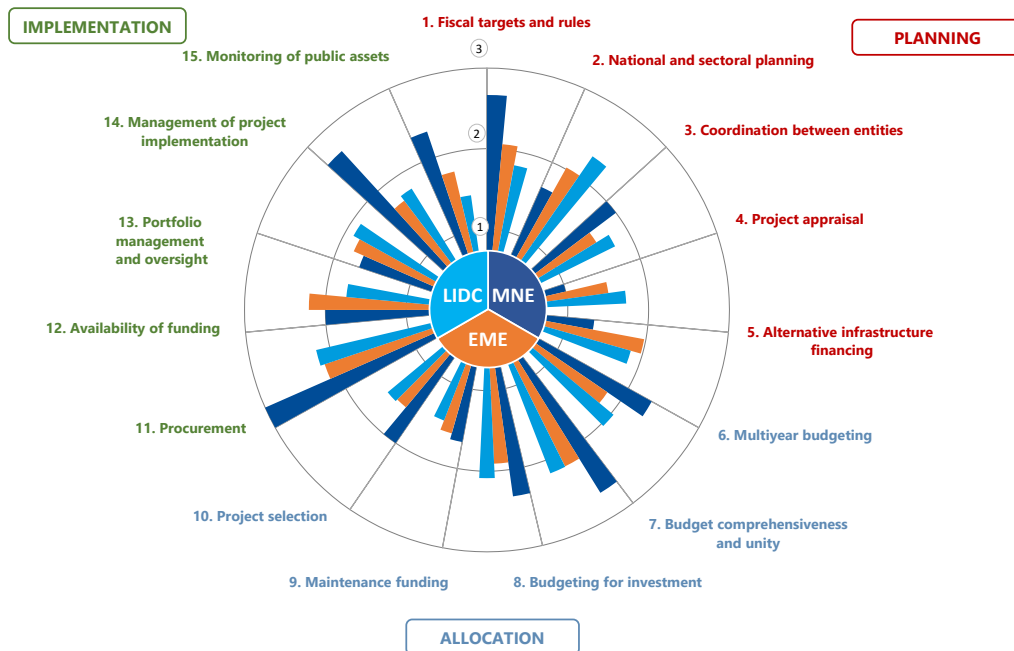 IMPLEMENTATION
PLANNING
1. Fiscal targets and rules
2. National and sectoral planning
3. Coordination between entities
4. Project appraisal
5. Alternative infrastructure
financing
6. Multiyear budgeting
7. Budget comprehensiveness
and unity
8. Budgeting for investment
9. Maintenance funding
10. Project selection
11. Procurement
12. Availability of funding
13. Portfolio
management
and oversight
14. Management of project
implementation
15. Monitoring of public assets
3
2
1
LIDC
MNE
EME
ALLOCATION